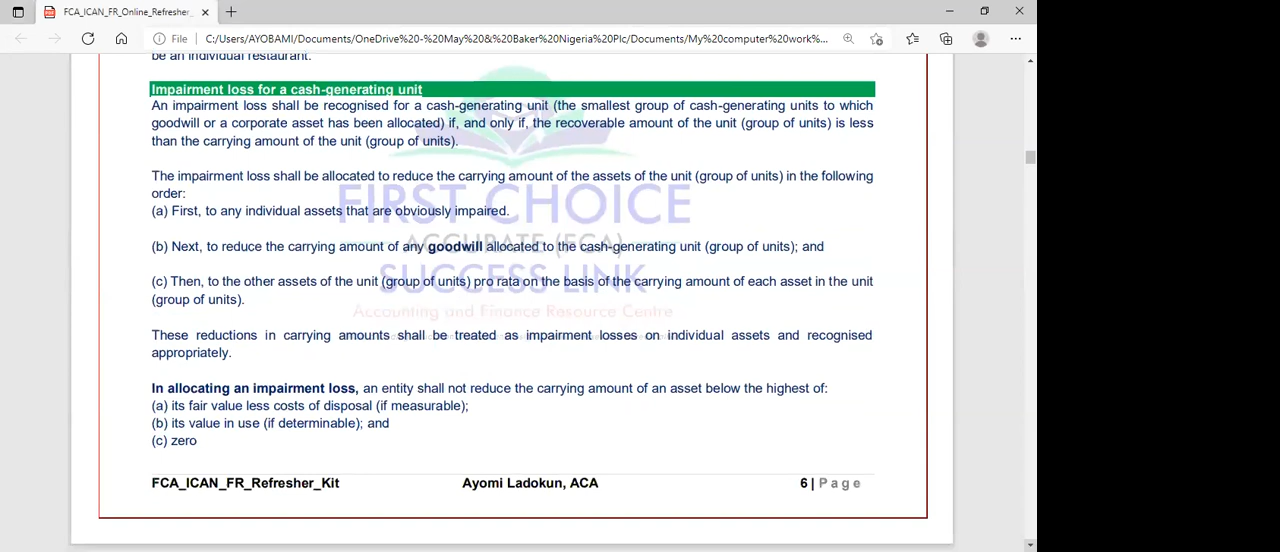 FCA_ICAN_FR_Online_Refresher_
File
C:/Users/AYOBAMI/Documents/OneDrive%20-%20May%20&%20Baker%20Nigeria%20Plc/Documents/My%20computer%20work%...
be an individual restaurant.
Impairment loss for a cash-generating unit
An impairment loss shall be recognised for a cash-generating unit (the smallest group of cash-generating units to which
goodwill or a corporate asset has been allocated) if, and only if, the recoverable amount of the unit (group of units) is less
than the carrying amount of the unit (group of units).
The impairment loss shall be allocated to reduce the carrying amount of the assets of the unit (group of units) in the following
order:
FIRST CHOICE
(a) First, to any individual assets that are obviously impaired.
ACCURATE (FCA)
(b) Next, to reduce the carrying amount of any goodwill allocated to the cash-generating unit (group of units); and
SUCCESS LINK
(c) Then, to the other assets of the unit (group of units) pro rata on the basis of the carrying amount of each asset in the unit
(group of units).
Accounting and Finance Resource Centre
These reductions in carrying amounts shall be treated as impairment losses on individual assets and recognised
appropriately.
In allocating an impairment loss, an entity shall not reduce the carrying amount of an asset below the highest of:
(a) its fair value less costs of disposal (if measurable);
(b) its value in use (if determinable); and
(c) zero
FCA_ICAN_FR_Refresher_Kit
Ayomi Ladokun, ACA
6 | Page